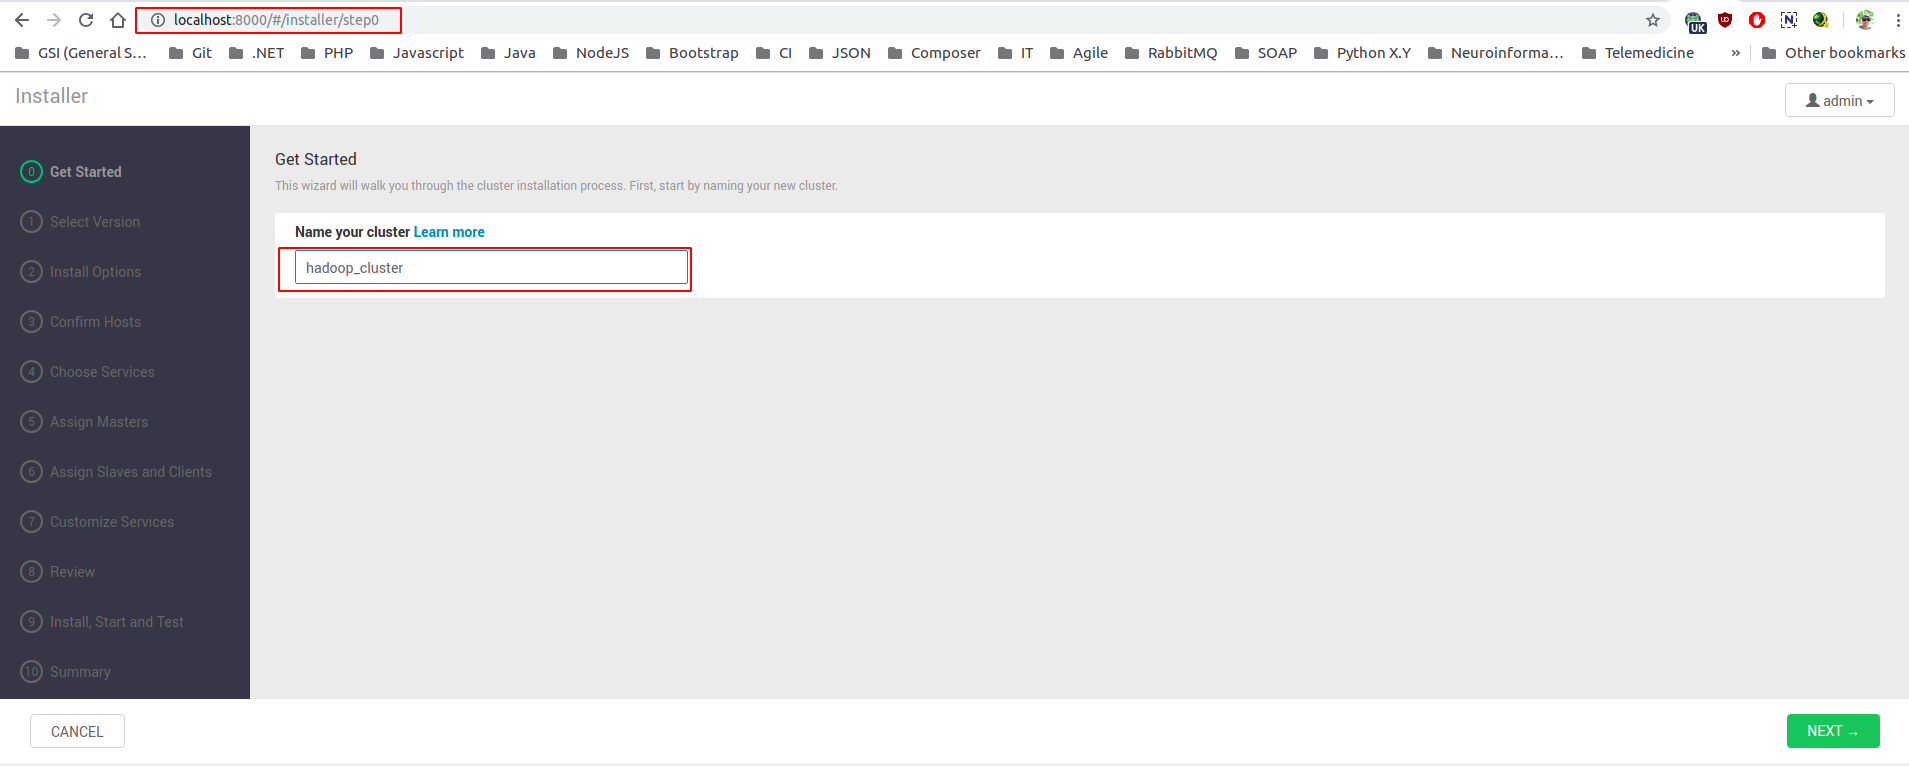 localhost:8000/#/installer/step0
UK
GSI (General S... Git .NET PHP Javascript Java NodeJS Bootstrap CI JSON Composer IT Agile RabbitMQ SOAP Python X.Y Neuroinforma... Telemedicine » Other bookmarks
Installer
admin
0 Get Started
1 Select Version
2 Install Options
3 Confirm Hosts
4 Choose Services
5 Assign Masters
6 Assign Slaves and Clients
7 Customize Services
8 Review
9 Install, Start and Test
10 Summary
Get Started
This wizard will walk you through the cluster installation process. First, start by naming your new cluster.
Name your cluster Learn more
hadoop_cluster
CANCEL
NEXT →